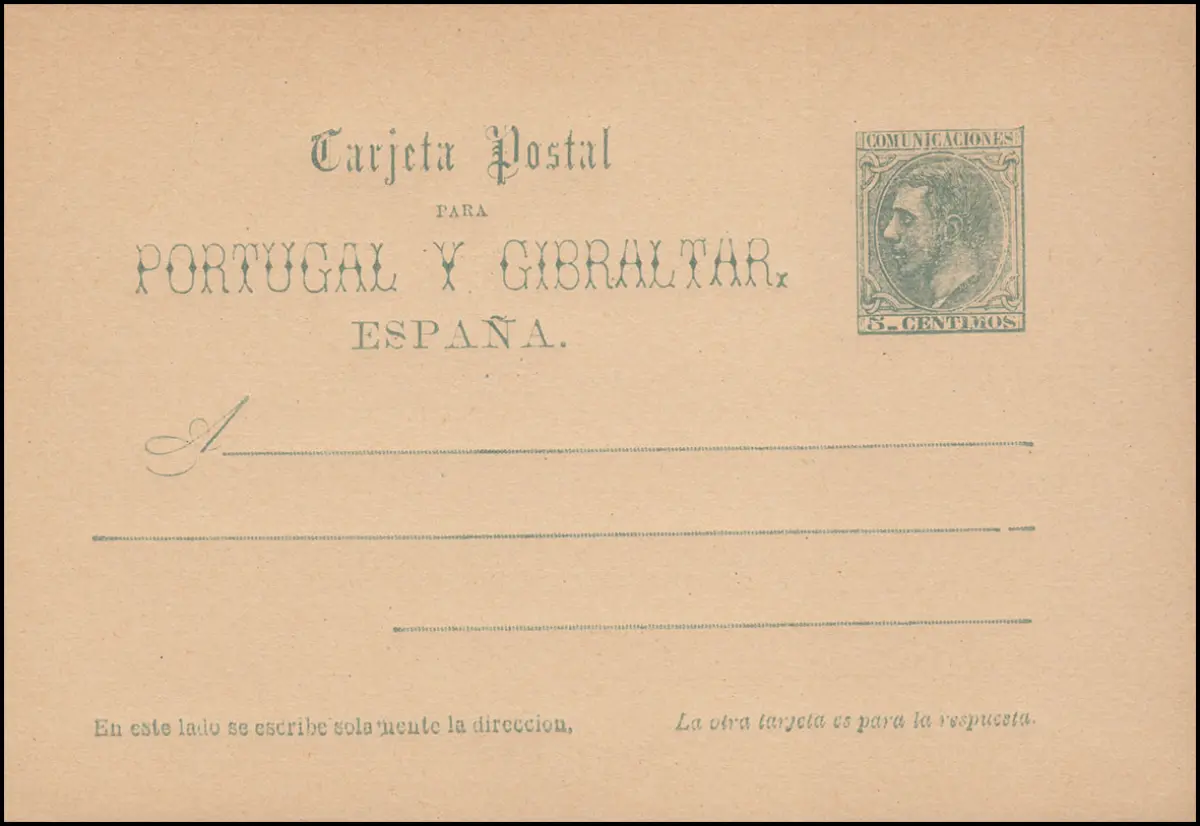 Tarjeta Postal
PARA
PORTUGAL Y GIBRALTAR.
ESPAÑA.
COMUNICACIONES
5_ CENTIMOS
A
En este lado se escribe solamente la direccion,
La otra tarjeta es para la respuesta.